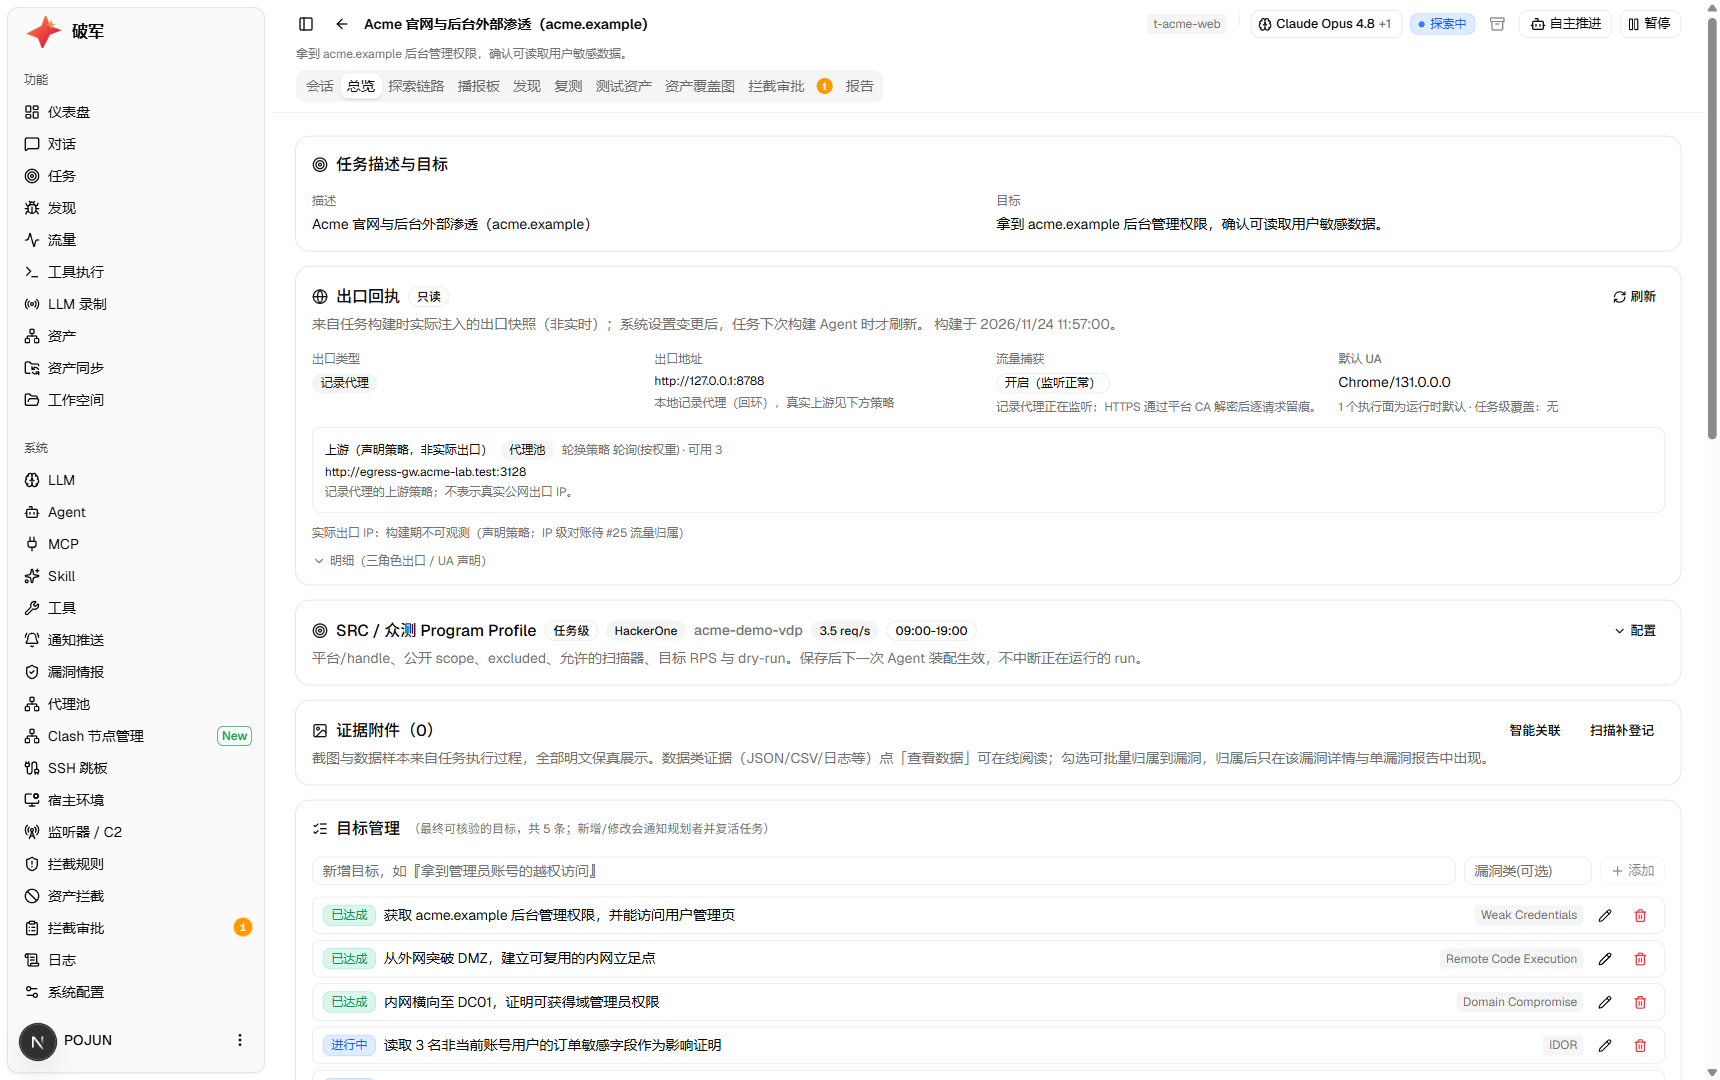 破军
功能
仪表盘
对话
任务
发现
流量
工具执行
LLM 录制
资产
资产同步
工作空间
系统
LLM
Agent
MCP
Skill
工具
通知推送
漏洞情报
代理池
Clash 节点管理 New
SSH 跳板
宿主环境
监听器 / C2
拦截规则
资产拦截
拦截审批 1
日志
系统配置
N POJUN
Acme 官网与后台外部渗透（acme.example） t-acme-web Claude Opus 4.8 +1 探索中 自主推进 暂停
拿到 acme.example 后台管理权限，确认可读取用户敏感数据。
会话 总览 探索链路 播报板 发现 复测 测试资产 资产覆盖图 拦截审批 1 报告
任务描述与目标
描述 目标
Acme 官网与后台外部渗透（acme.example） 拿到 acme.example 后台管理权限，确认可读取用户敏感数据。
出口回执 只读 刷新
来自任务构建时实际注入的出口快照（非实时）；系统设置变更后，任务下次构建 Agent 时才刷新。 构建于 2026/11/24 11:57:00。
出口类型 出口地址 流量捕获 默认 UA
记录代理 http://127.0.0.1:8788 开启（监听正常） Chrome/131.0.0.0
本地记录代理（回环），真实上游见下方策略 记录代理正在监听；HTTPS 通过平台 CA 解密后逐请求留痕。 1 个执行面为运行时默认 · 任务级覆盖：无
上游（声明策略，非实际出口） 代理池 轮换策略 轮询(按权重) · 可用 3
http://egress-gw.acme-lab.test:3128
记录代理的上游策略；不表示真实公网出口 IP。
实际出口 IP：构建期不可观测（声明策略；IP 级对账待 #25 流量归属）
明细（三角色出口 / UA 声明）
SRC / 众测 Program Profile 任务级 HackerOne acme-demo-vdp 3.5 req/s 09:00-19:00 配置
平台/handle、公开 scope、excluded、允许的扫描器、目标 RPS 与 dry-run。保存后下一次 Agent 装配生效，不中断正在运行的 run。
证据附件（0） 智能关联 扫描补登记
截图与数据样本来自任务执行过程，全部明文保真展示。数据类证据（JSON/CSV/日志等）点「查看数据」可在线阅读；勾选可批量归属到漏洞，归属后只在该漏洞详情与单漏洞报告中出现。
目标管理 （最终可核验的目标，共 5 条；新增/修改会通知规划者并复活任务）
新增目标，如『拿到管理员账号的越权访问』 漏洞类(可选) 添加
已达成 获取 acme.example 后台管理权限，并能访问用户管理页 Weak Credentials
已达成 从外网突破 DMZ，建立可复用的内网立足点 Remote Code Execution
已达成 内网横向至 DC01，证明可获得域管理员权限 Domain Compromise
进行中 读取 3 名非当前账号用户的订单敏感字段作为影响证明 IDOR